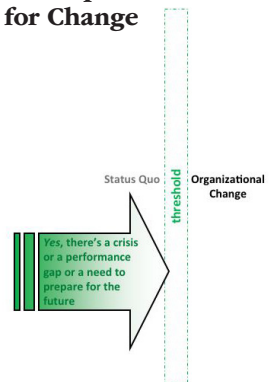 for Change
Status Quo
threshold
Organizational
Change
Yes, there's a crisis
or a performance
gap or a need to
prepare for the
future